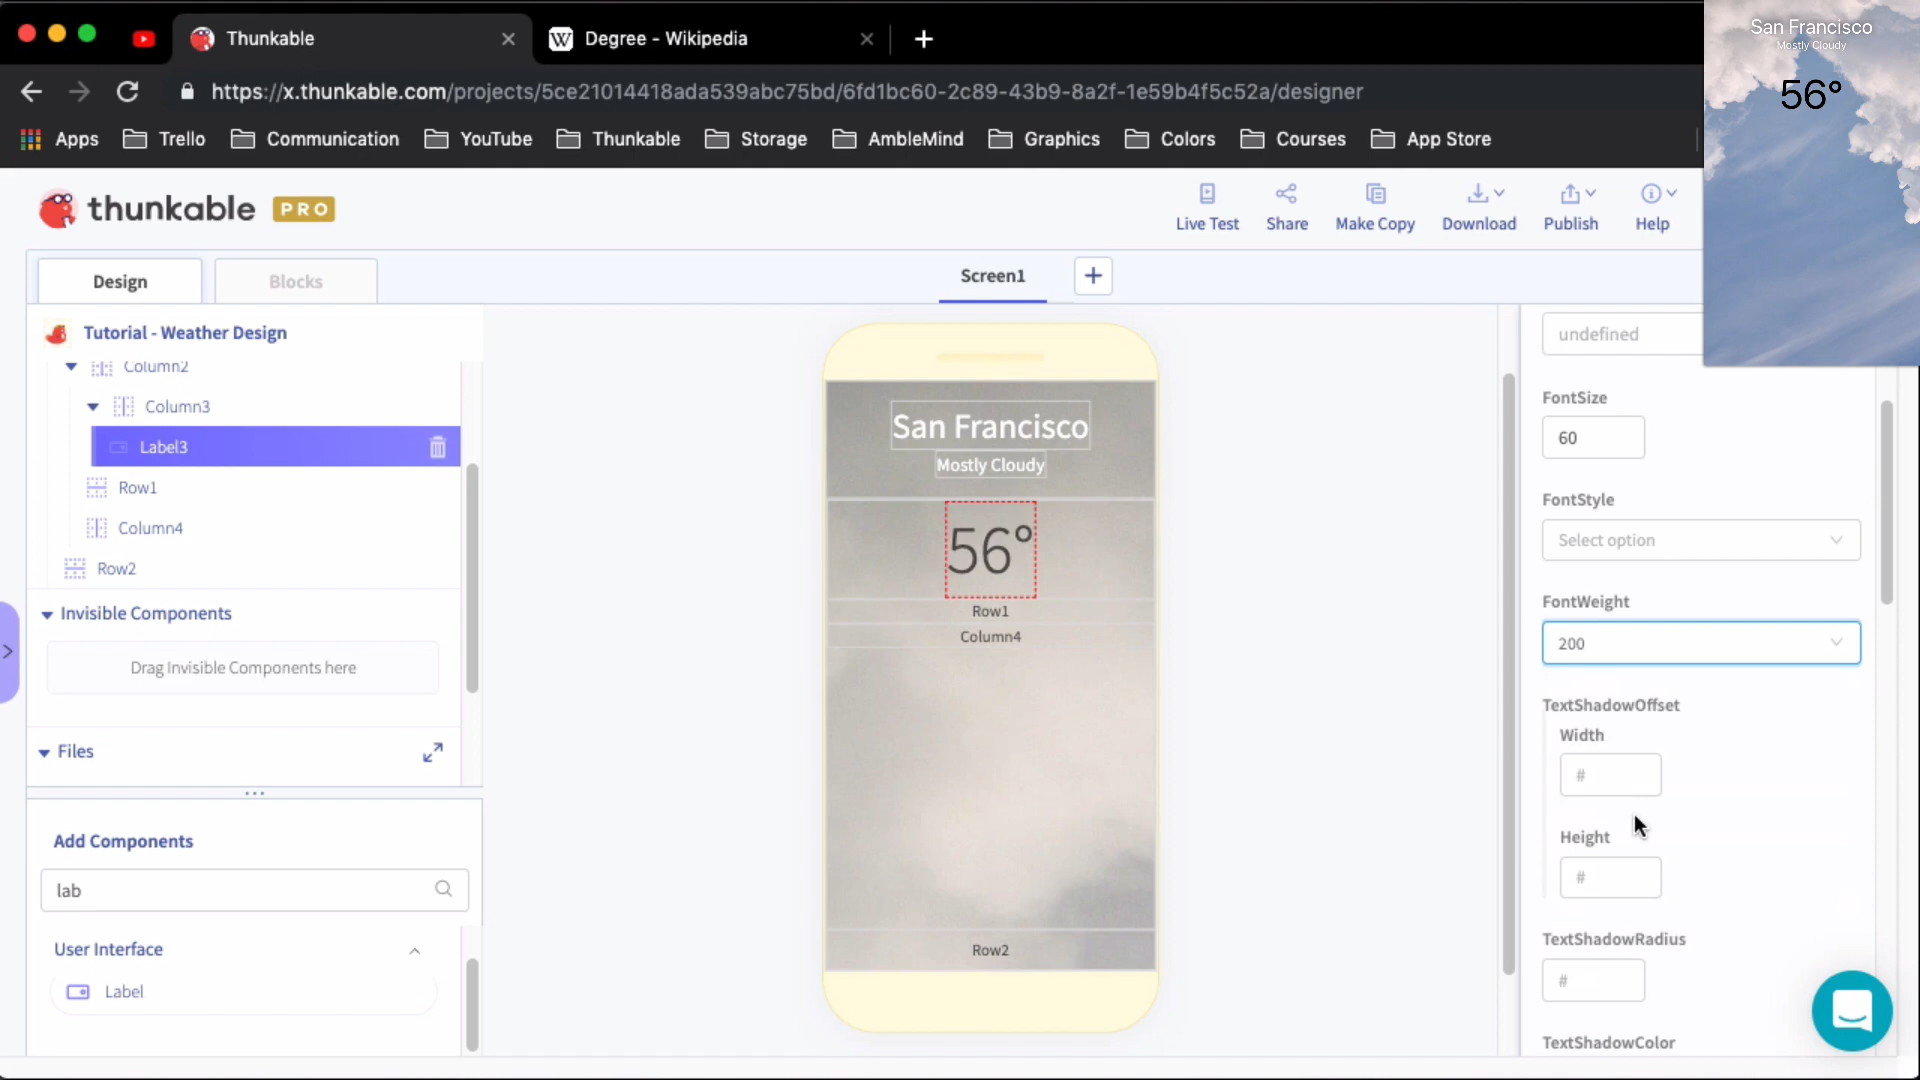 Thunkable
Degree - Wikipedia
https://x.thunkable.com/projects/5ce21014418ada539abc75bd/6fd1bc60-2c89-43b9-8a2f-1e59b4f5c52a/designer
Apps
Trello
Communication
YouTube
Thunkable
Storage
AmbleMind
Graphics
Colors
Courses
App Store
San Francisco
Mostly Cloudy
56°
thunkable PRO
Live Test
Share
Make Copy
Download
Publish
Help
Design
Blocks
Screen1
Tutorial - Weather Design
Column2
Column3
Label3
Row1
Column4
Row2
Invisible Components
Drag Invisible Components here
Files
Add Components
lab
User Interface
Label
San Francisco
Mostly Cloudy
56°
Row1
Column4
Row2
undefined
FontSize
60
FontStyle
Select option
FontWeight
200
TextShadowOffset
Width
#
Height
#
TextShadowRadius
#
TextShadowColor